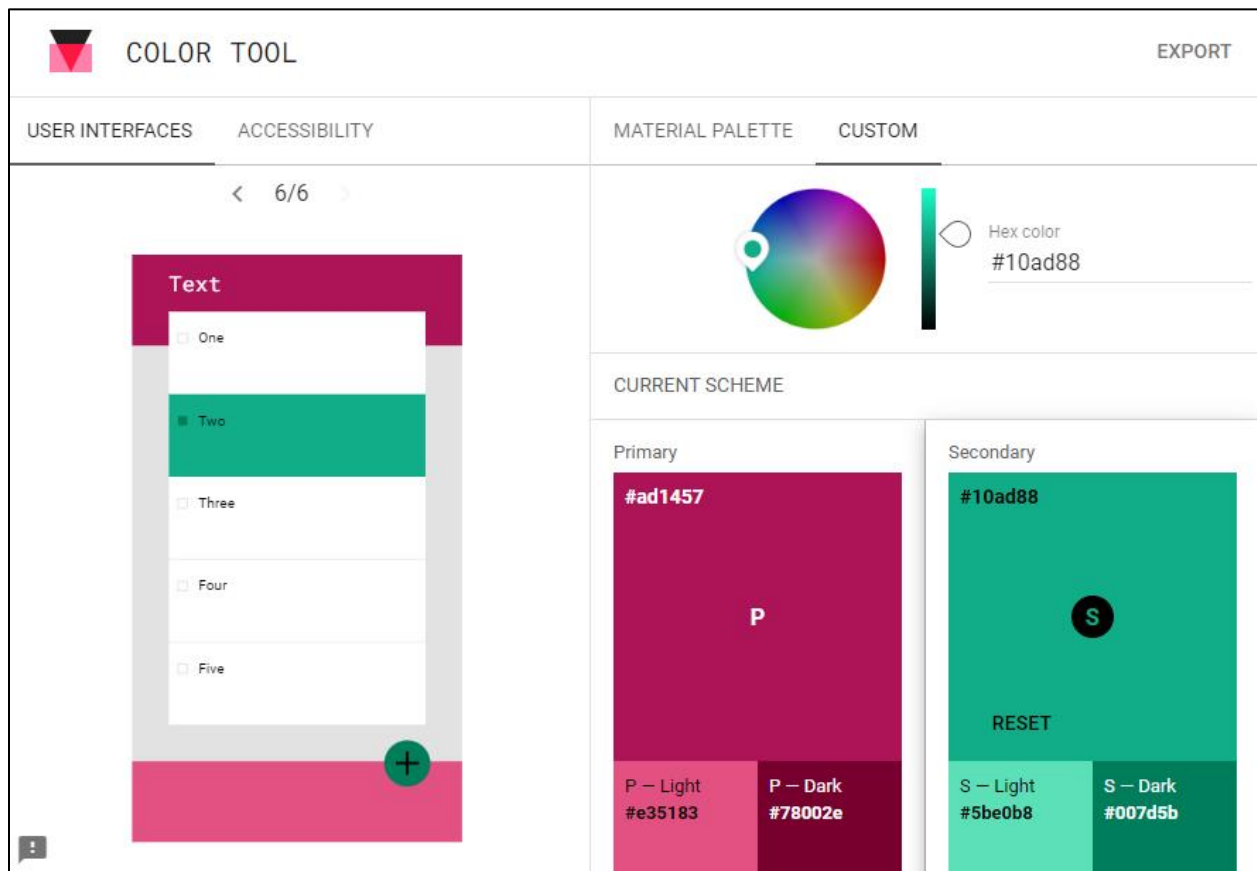 COLOR TOOL
EXPORT
USER INTERFACES
ACCESSIBILITY
6/6
Text
One
Two
Three
Four
Five
MATERIAL PALETTE
CUSTOM
Hex color
#10ad88
CURRENT SCHEME
Primary
#ad1457
P
P — Light
#e35183
P — Dark
#78002e
Secondary
#10ad88
S
RESET
S — Light
#5be0b8
S — Dark
#007d5b